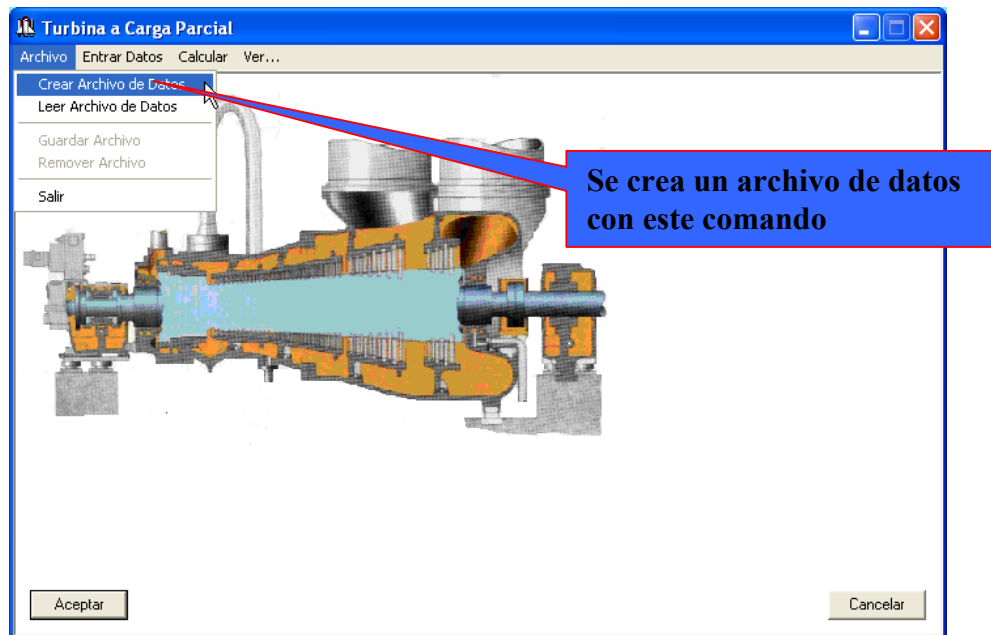 Turbina a Carga Parcial
Archivo Entrar Datos Calcular Ver...
Crear Archivo de Datos
Leer Archivo de Datos
Guardar Archivo
Remover Archivo
Salir
Se crea un archivo de datos
con este comando
Aceptar
Cancelar